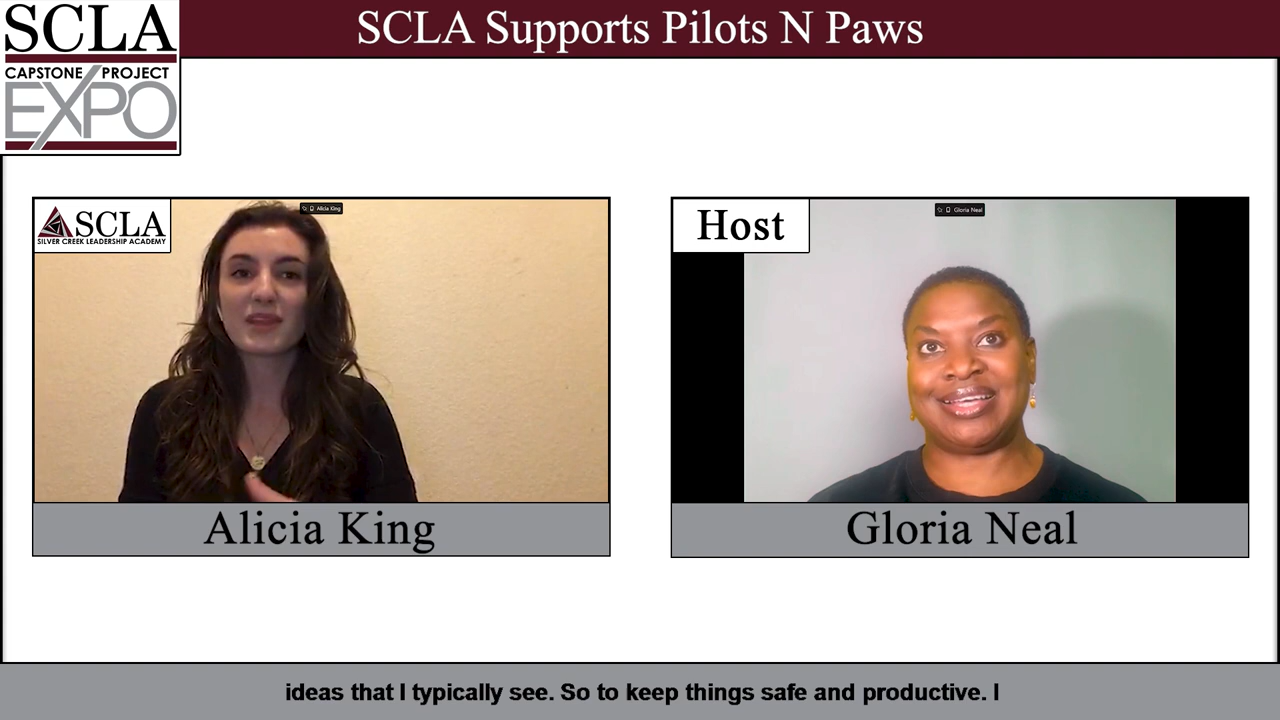 SCLA
CAPSTONE PROJECT
EXPO
SCLA Supports Pilots N Paws
SCLA
SILVER CREEK LEADERSHIP ACADEMY
Alicia King
Host
Gloria Neal
Alicia King
Gloria Neal
ideas that I typically see. So to keep things safe and productive. I